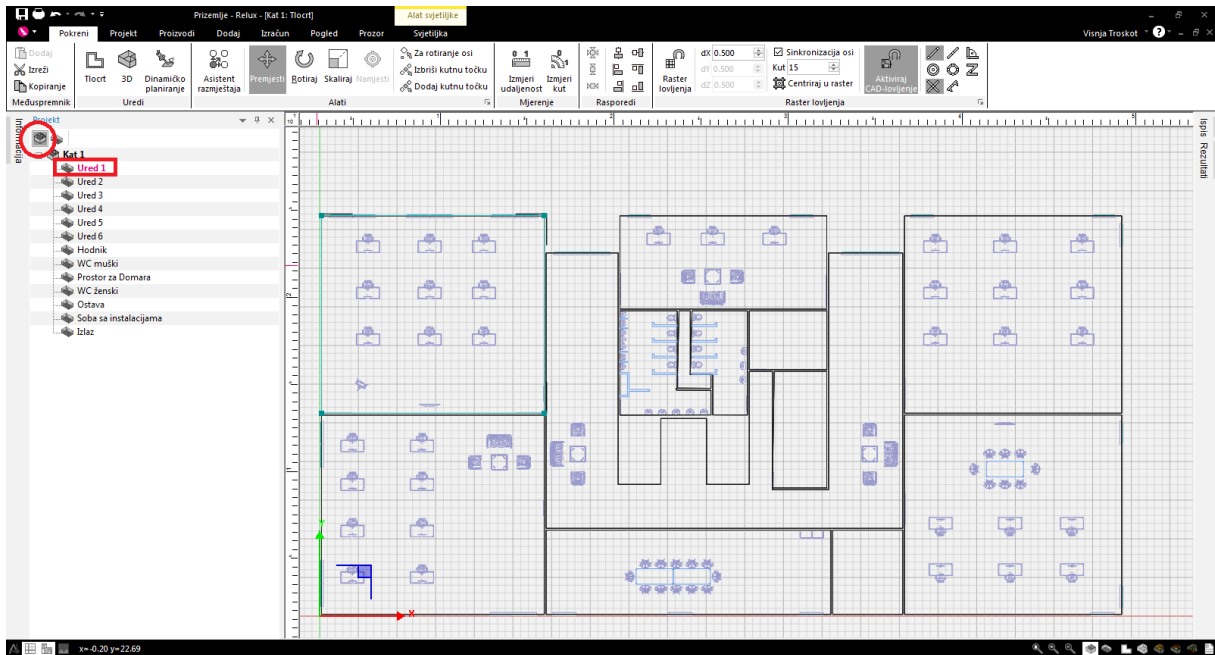 Prizemlje - Relux - [Kat 1: Tlocrt]
Alat svjetiljke
Pokreni Projekt Proizvodi Dodaj Izračun Pogled Prozor Svjetiljka
Visnja Troskot
Dodaj
Izreži
Kopiranje
Međuspremnik
Tlocrt
3D
Dinamičko
planiranje
Uredi
Asistent
razmještaja
Premjesti
Rotiraj
Skaliraj
Namjesti
Za rotiranje osi
Izbriši kutnu točku
Dodaj kutnu točku
Alati
Izmjeri
udaljenost
Izmjeri
kut
Mjerenje
Rasporedi
Raster
lovljenja
dX 0.500
dY 0.500
dZ 0.500
Sinkronizacija osi
Kut 15
Centriraj u raster
Aktiviraj
CAD-lovljenje
Raster lovljenja
Informacija
Projekt
Kat 1
Ured 1
Ured 2
Ured 3
Ured 4
Ured 5
Ured 6
Hodnik
WC muški
Prostor za Domara
WC ženski
Ostava
Soba sa instalacijama
Izlaz
Y
X
Ispis
Rezultati
x=-0.20 y=22.69